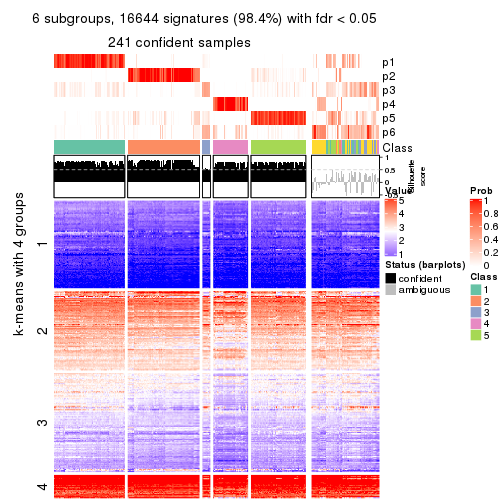 6 subgroups, 16644 signatures (98.4%) with fdr < 0.05
241 confident samples
p1
p2
p3
p4
p5
p6
Class
1
0.5
0
-0.5
Silhouette
score
k-means with 4 groups
1
2
3
4
Value
5
4
3
2
1
Status (barplots)
confident
ambiguous
Prob
1
0.8
0.6
0.4
0.2
0
Class
1
2
3
4
5